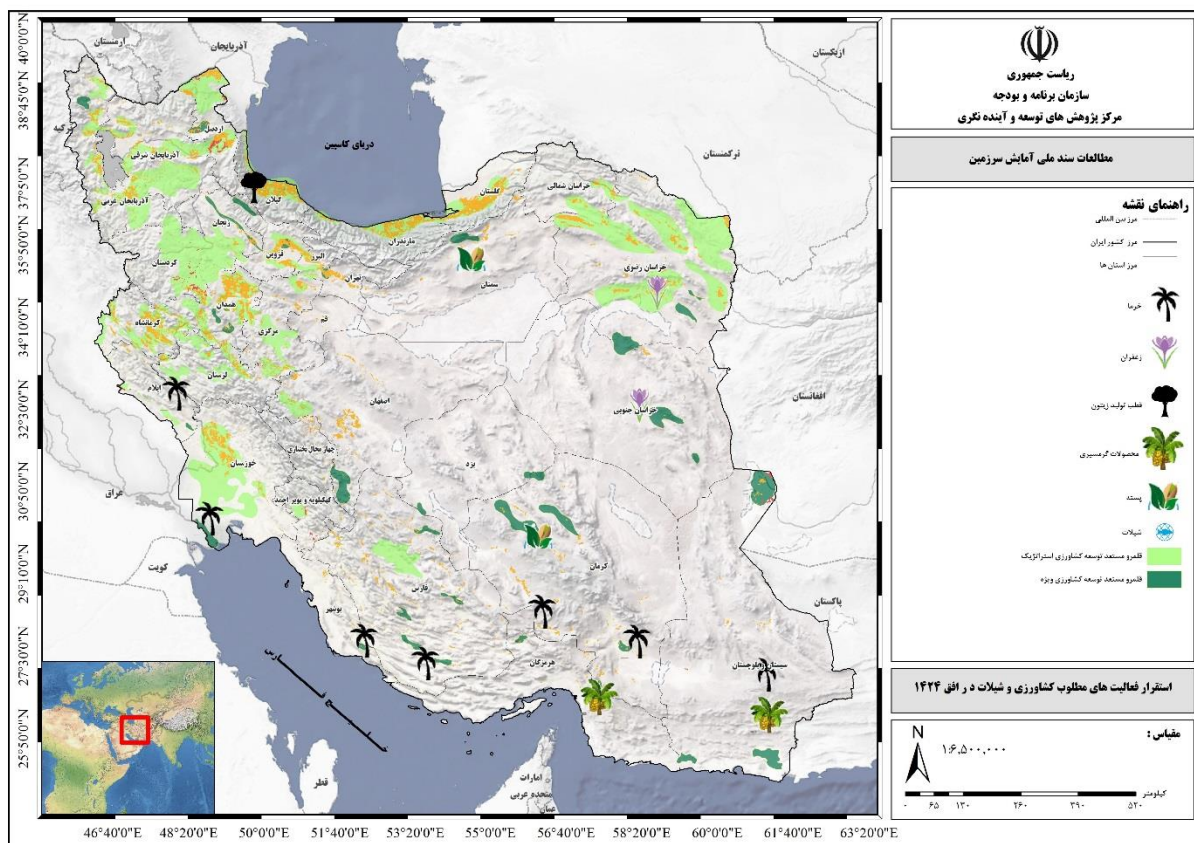 ریاست جمهوری
سازمان برنامه و بودجه
مرکز پژوهش های توسعه و آینده نگری
مطالعات سند ملی آمایش سرزمین
راهنمای نقشه
مرز بین المللی
مرز کشور ایران
مرز استان ها
خرما
زعفران
قطب تولید زیتون
محصولات گرمسیری
پسته
شیلات
قلمرو مستعد توسعه کشاورزی استراتژیک
قلمرو مستعد توسعه کشاورزی ویژه
استقرار فعالیت های مطلوب کشاورزی و شیلات د ر افق ۱۴۲۴
مقیاس :
N
۱:۶,۵۰۰,۰۰۰
کیلومتر
۰ ۶۵ ۱۳۰ ۲۶۰ ۳۹۰ ۵۲۰
ارمنستان
آذربایجان
ازبکستان
ترکیه
ترکمنستان
دریای کاسپین
اردبیل
آذربایجان شرقی
آذربایجان غربی
گیلان
زنجان
گلستان
خراسان شمالی
مازندران
قزوین
البرز
تهران
سمنان
خراسان رضوی
کردستان
همدان
قم
مرکزی
کرمانشاه
لرستان
ایلام
اصفهان
خراسان جنوبی
افغانستان
چهار محال بختیاری
خوزستان
یزد
عراق
کهگیلویه و بویر احمد
کرمان
کویت
فارس
بوشهر
پاکستان
هرمزگان
سیستان و بلوچستان
قطر
امارات
متحده عربی
عمان
40°0'0"N
38°45'0"N
37°5'0"N
35°50'0"N
34°10'0"N
32°30'0"N
30°50'0"N
29°10'0"N
27°30'0"N
25°50'0"N
46°40'0"E
48°20'0"E
50°0'0"E
51°40'0"E
53°20'0"E
55°0'0"E
56°40'0"E
58°20'0"E
60°0'0"E
61°40'0"E
63°20'0"E